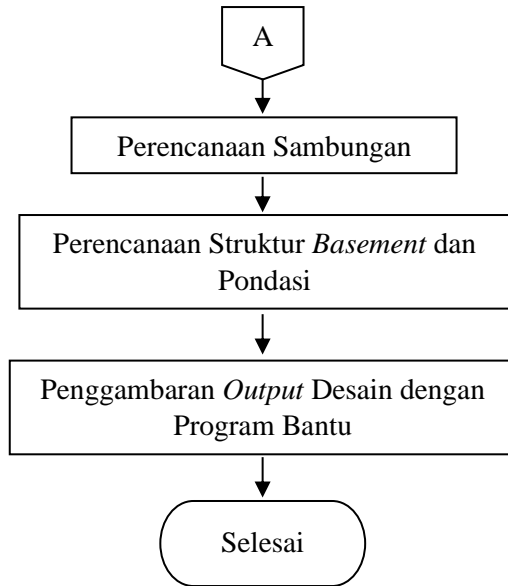 A
Perencanaan Sambungan
Perencanaan Struktur Basement dan
Pondasi
Penggambaran Output Desain dengan
Program Bantu
Selesai